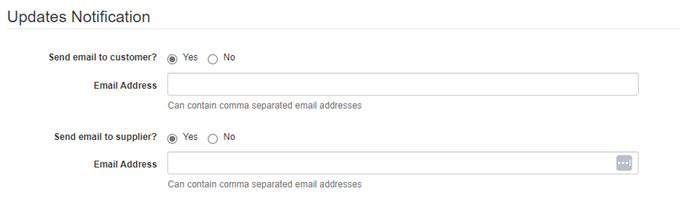 Updates Notification
Send email to customer? Yes No
Email Address
Can contain comma separated email addresses
Send email to supplier? Yes No
Email Address
Can contain comma separated email addresses